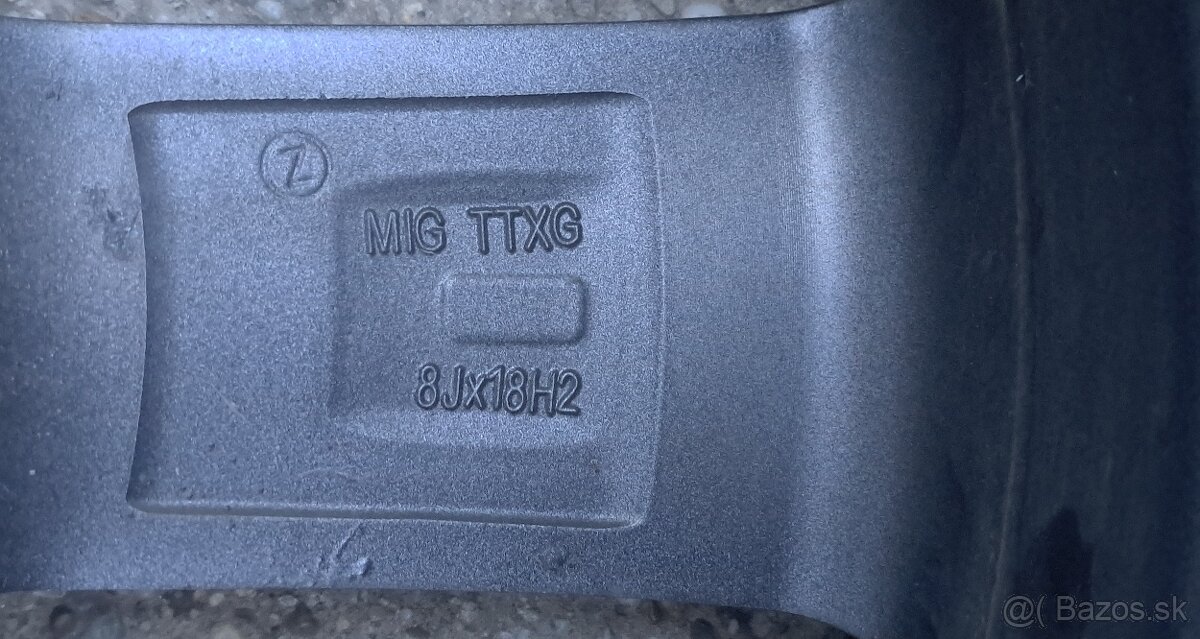 Z
MIG TTXG
8Jx18H2
@( Bazos.sk